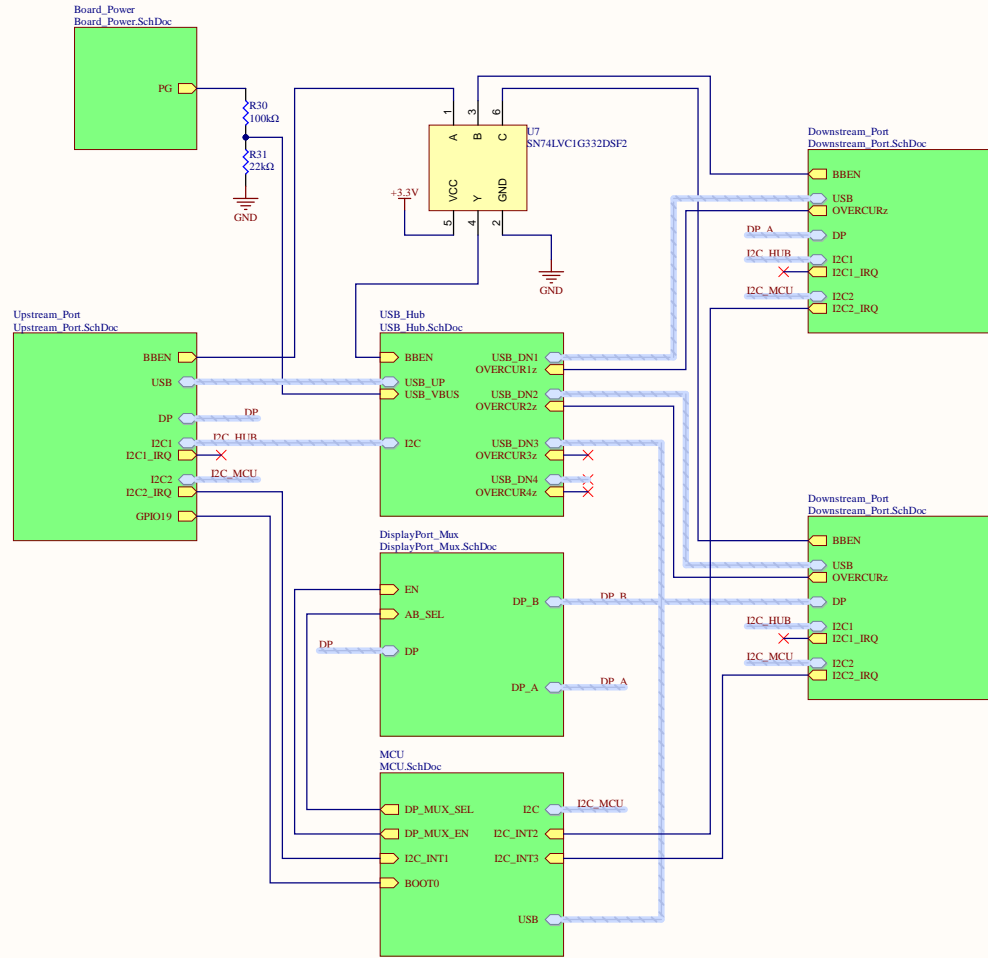 Board_Power
Board_Power.SchDoc
PG
R30
100kΩ
R31
22kΩ
GND
1
3
6
A
B
C
U7
SN74LVC1G332DSF2
+3.3V
VCC
Y
GND
5
4
2
GND
Downstream_Port
Downstream_Port.SchDoc
BBEN
USB
OVERCURz
DP_A
DP
I2C_HUB
I2C1
I2C1_IRQ
I2C_MCU
I2C2
I2C2_IRQ
Upstream_Port
Upstream_Port.SchDoc
BBEN
USB
DP
DP
I2C_HUB
I2C1
I2C1_IRQ
I2C_MCU
I2C2
I2C2_IRQ
GPIO19
USB_Hub
USB_Hub.SchDoc
BBEN
USB_UP
USB_VBUS
I2C
USB_DN1
OVERCUR1z
USB_DN2
OVERCUR2z
USB_DN3
OVERCUR3z
USB_DN4
OVERCUR4z
Downstream_Port
Downstream_Port.SchDoc
BBEN
USB
OVERCURz
DP
I2C_HUB
I2C1
I2C1_IRQ
I2C_MCU
I2C2
I2C2_IRQ
DisplayPort_Mux
DisplayPort_Mux.SchDoc
EN
AB_SEL
DP
DP
DP_B
DP_B
DP_A
DP_A
MCU
MCU.SchDoc
DP_MUX_SEL
DP_MUX_EN
I2C_INT1
BOOT0
I2C
I2C_MCU
I2C_INT2
I2C_INT3
USB